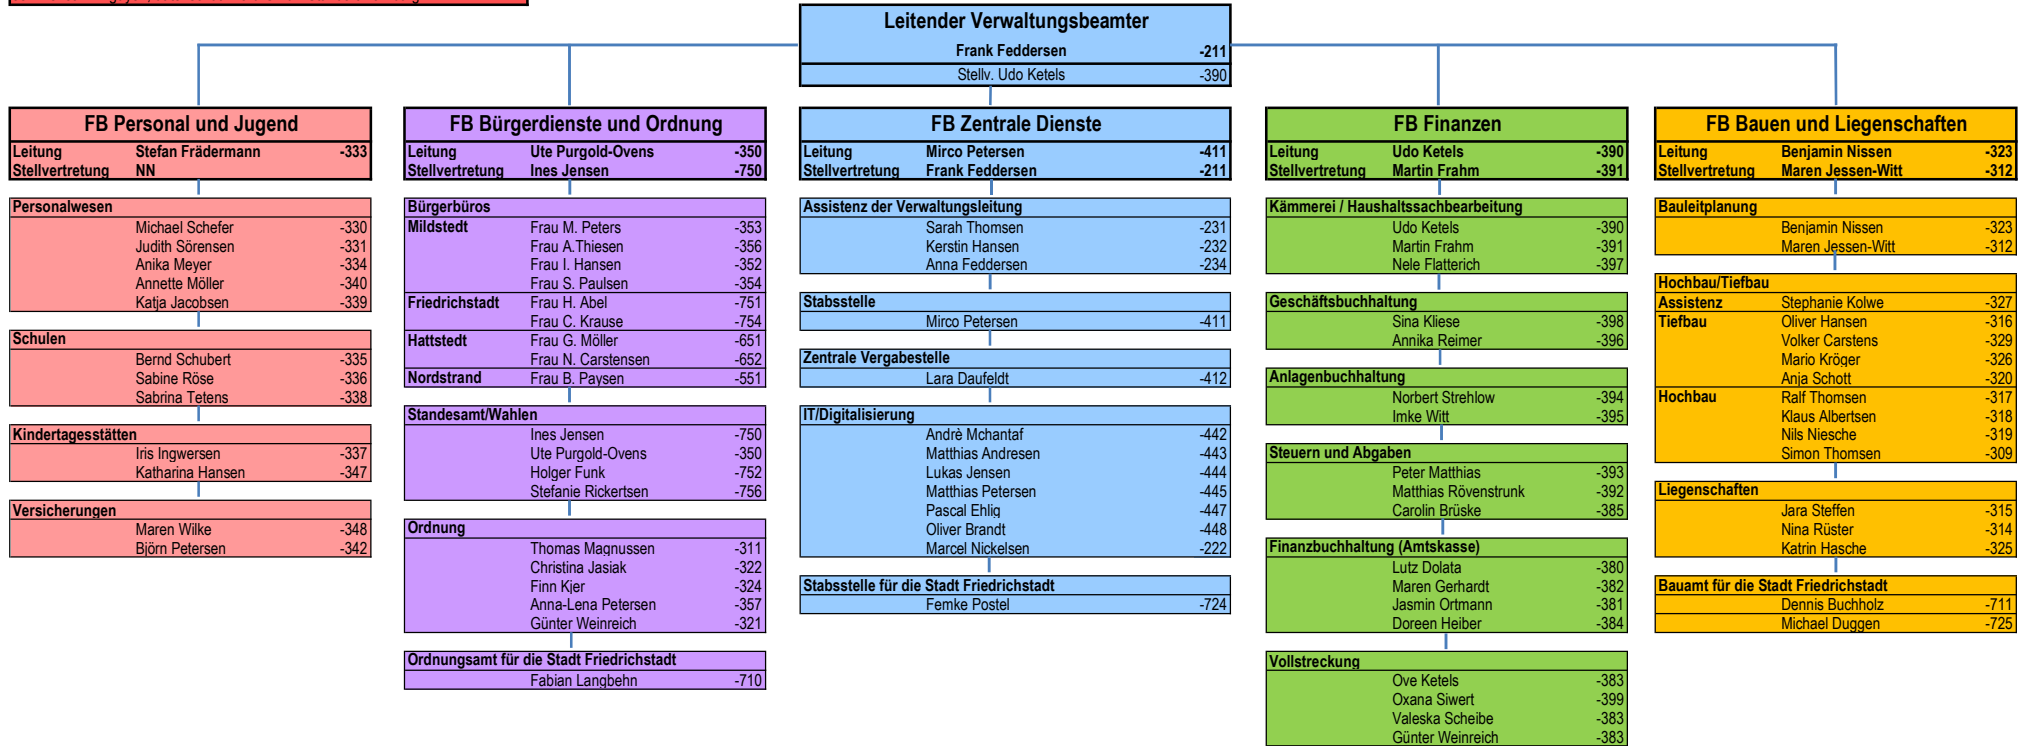 Leitender Verwaltungsbeamter
Frank Feddersen -211
Stellv. Udo Ketels -390
FB Personal und Jugend
Leitung Stefan Frädermann -333
Stellvertretung NN
Personalwesen
Michael Schefer -330
Judith Sörensen -331
Anika Meyer -334
Annette Möller -340
Katja Jacobsen -339
Schulen
Bernd Schubert -335
Sabine Röse -336
Sabrina Tetens -338
Kindertagesstätten
Iris Ingwersen -337
Katharina Hansen -347
Versicherungen
Maren Wilke -348
Björn Petersen -342
FB Bürgerdienste und Ordnung
Leitung Ute Purgold-Ovens -350
Stellvertretung Ines Jensen -750
Bürgerbüros
Mildstedt Frau M. Peters -353
Frau A.Thiesen -356
Frau I. Hansen -352
Frau S. Paulsen -354
Friedrichstadt Frau H. Abel -751
Frau C. Krause -754
Hattstedt Frau G. Möller -651
Frau N. Carstensen -652
Nordstrand Frau B. Paysen -551
Standesamt/Wahlen
Ines Jensen -750
Ute Purgold-Ovens -350
Holger Funk -752
Stefanie Rickertsen -756
Ordnung
Thomas Magnussen -311
Christina Jasiak -322
Finn Kjer -324
Anna-Lena Petersen -357
Günter Weinreich -321
Ordnungsamt für die Stadt Friedrichstadt
Fabian Langbehn -710
FB Zentrale Dienste
Leitung Mirco Petersen -411
Stellvertretung Frank Feddersen -211
Assistenz der Verwaltungsleitung
Sarah Thomsen -231
Kerstin Hansen -232
Anna Feddersen -234
Stabsstelle
Mirco Petersen -411
Zentrale Vergabestelle
Lara Daufeldt -412
IT/Digitalisierung
Andrè Mchantaf -442
Matthias Andresen -443
Lukas Jensen -444
Matthias Petersen -445
Pascal Ehlig -447
Oliver Brandt -448
Marcel Nickelsen -222
Stabsstelle für die Stadt Friedrichstadt
Femke Postel -724
FB Finanzen
Leitung Udo Ketels -390
Stellvertretung Martin Frahm -391
Kämmerei / Haushaltssachbearbeitung
Udo Ketels -390
Martin Frahm -391
Nele Flatterich -397
Geschäftsbuchhaltung
Sina Kliese -398
Annika Reimer -396
Anlagenbuchhaltung
Norbert Strehlow -394
Imke Witt -395
Steuern und Abgaben
Peter Matthias -393
Matthias Rövenstrunk -392
Carolin Brüske -385
Finanzbuchhaltung (Amtskasse)
Lutz Dolata -380
Maren Gerhardt -382
Jasmin Ortmann -381
Doreen Heiber -384
Vollstreckung
Ove Ketels -383
Oxana Siwert -399
Valeska Scheibe -383
Günter Weinreich -383
FB Bauen und Liegenschaften
Leitung Benjamin Nissen -323
Stellvertretung Maren Jessen-Witt -312
Bauleitplanung
Benjamin Nissen -323
Maren Jessen-Witt -312
Hochbau/Tiefbau
Assistenz Stephanie Kolwe -327
Tiefbau Oliver Hansen -316
Volker Carstens -329
Mario Kröger -326
Anja Schott -320
Hochbau Ralf Thomsen -317
Klaus Albertsen -318
Nils Niesche -319
Simon Thomsen -309
Liegenschaften
Jara Steffen -315
Nina Rüster -314
Katrin Hasche -325
Bauamt für die Stadt Friedrichstadt
Dennis Buchholz -711
Michael Duggen -725